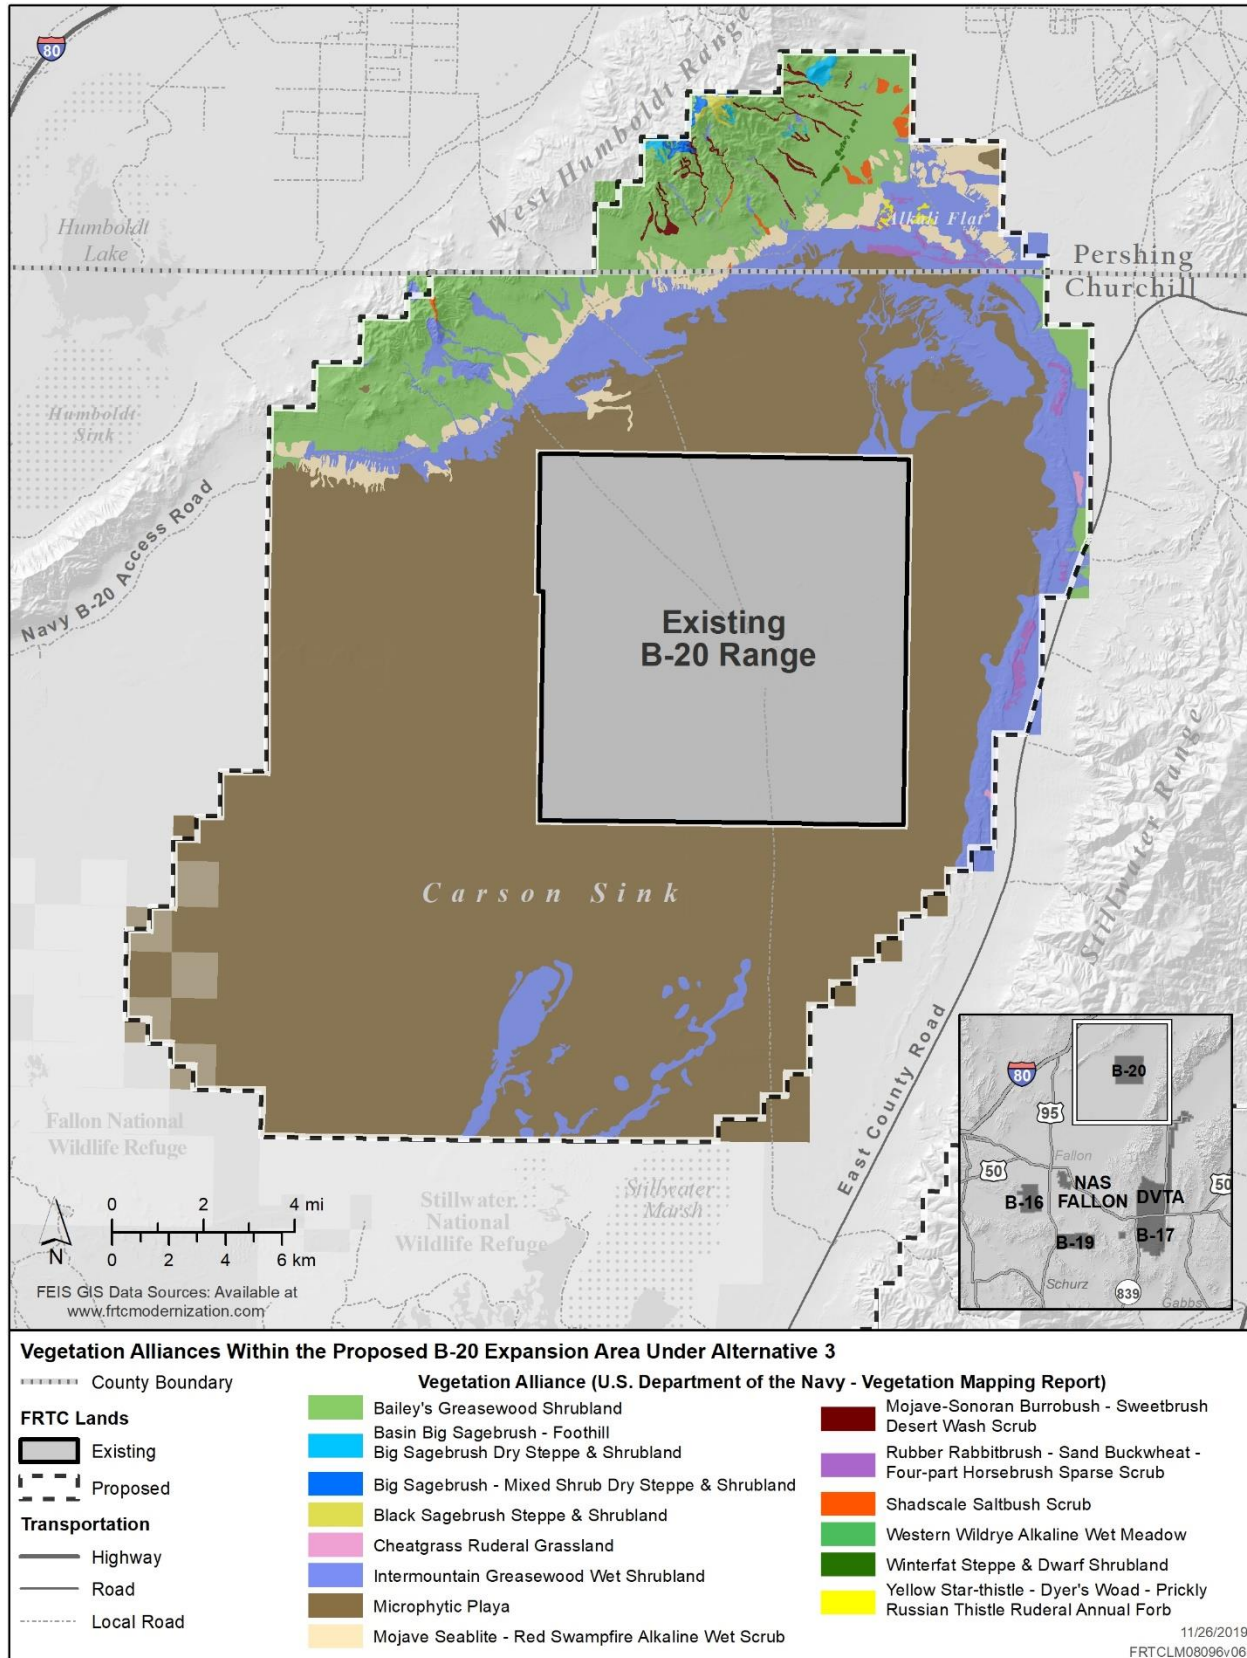 80
West Humboldt Range
Humboldt
Lake
Alkali Flat
Pershing
Churchill
Humboldt
Sink
Navy B-20 Access Road
Existing
B-20 Range
Stillwater Range
Carson Sink
East County Road
Fallon National
Wildlife Refuge
Stillwater
National
Wildlife Refuge
Stillwater
Marsh
N
0 2 4 mi
0 2 4 6 km
FEIS GIS Data Sources: Available at
www.frtcmodernization.com
80
B-20
95
Fallon
50
NAS
FALLON
DVTA
50
B-16
B-19
B-17
Schurz
839
Gabbs
Vegetation Alliances Within the Proposed B-20 Expansion Area Under Alternative 3
County Boundary
FRTC Lands
Existing
Proposed
Transportation
Highway
Road
Local Road
Vegetation Alliance (U.S. Department of the Navy - Vegetation Mapping Report)
Bailey's Greasewood Shrubland
Basin Big Sagebrush - Foothill
Big Sagebrush Dry Steppe & Shrubland
Big Sagebrush - Mixed Shrub Dry Steppe & Shrubland
Black Sagebrush Steppe & Shrubland
Cheatgrass Ruderal Grassland
Intermountain Greasewood Wet Shrubland
Microphytic Playa
Mojave Seablite - Red Swampfire Alkaline Wet Scrub
Mojave-Sonoran Burrobush - Sweetbrush
Desert Wash Scrub
Rubber Rabbitbrush - Sand Buckwheat -
Four-part Horsebrush Sparse Scrub
Shadscale Saltbush Scrub
Western Wildrye Alkaline Wet Meadow
Winterfat Steppe & Dwarf Shrubland
Yellow Star-thistle - Dyer's Woad - Prickly
Russian Thistle Ruderal Annual Forb
11/26/2019
FRTCLM08096v06